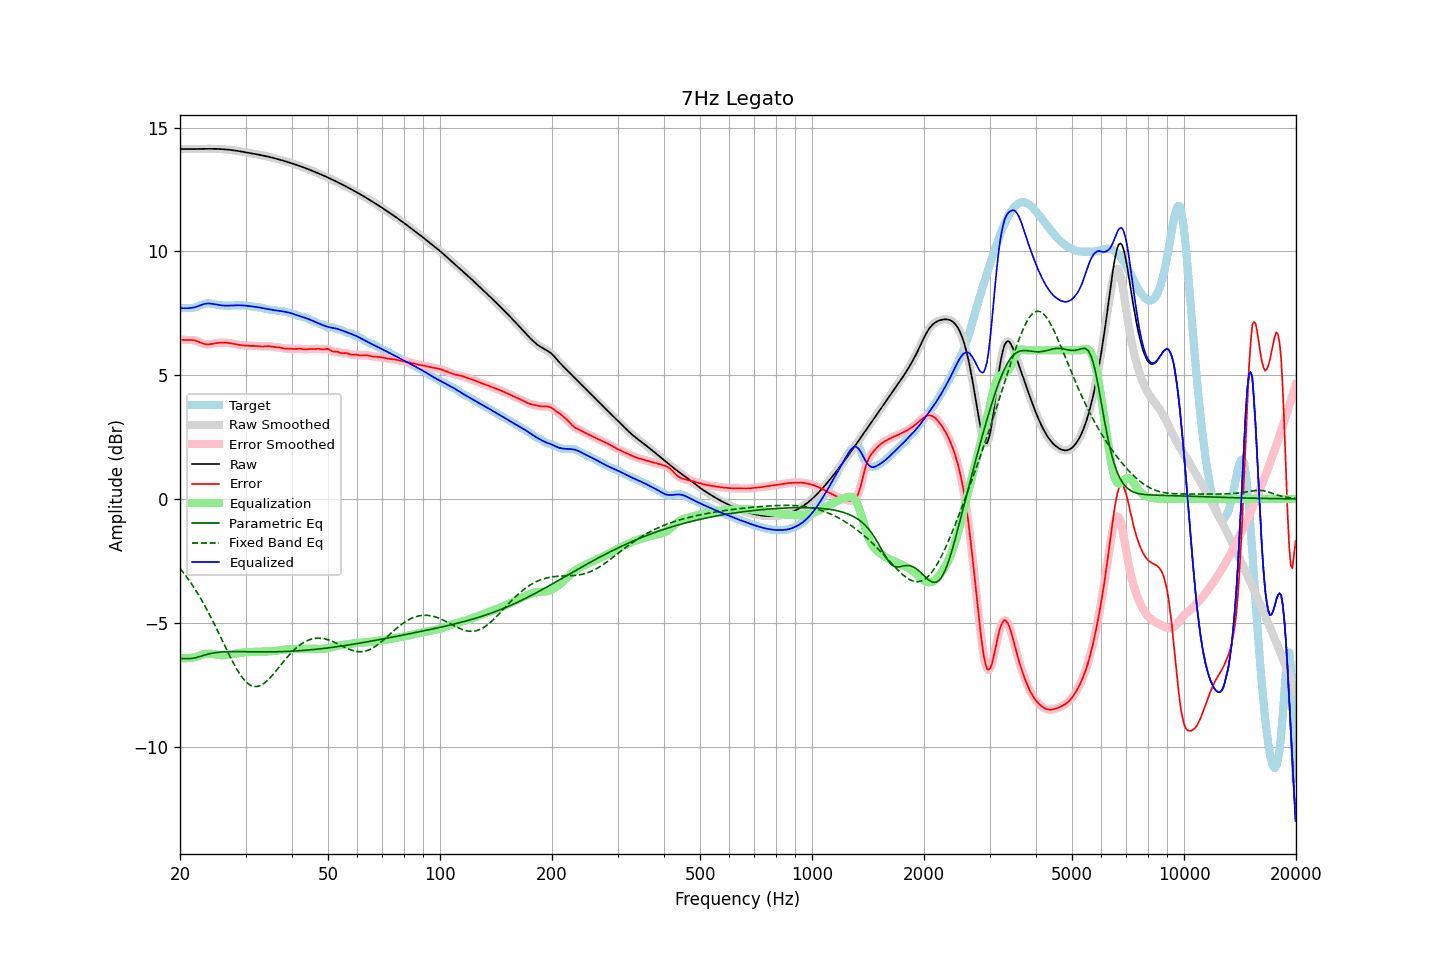 7Hz Legato
Amplitude (dBr)
15
10
5
0
−5
−10
Target
Raw Smoothed
Error Smoothed
Raw
Error
Equalization
Parametric Eq
Fixed Band Eq
Equalized
20 50 100 200 500 1000 2000 5000 10000 20000
Frequency (Hz)